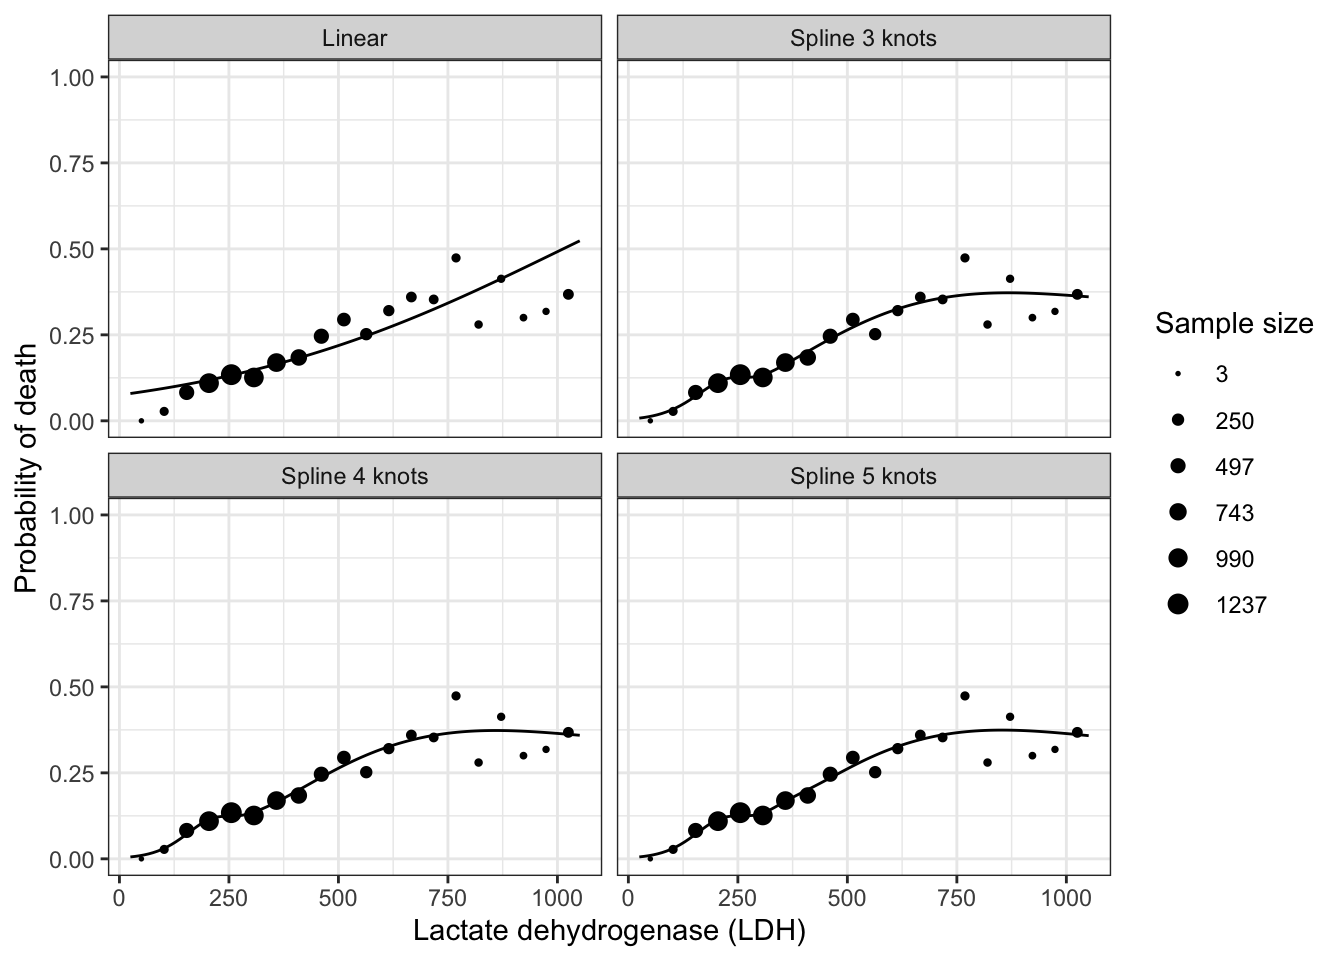 Linear
Spline 3 knots
1.00
0.75
0.50
0.25
0.00
Spline 4 knots
Spline 5 knots
1.00
0.75
0.50
0.25
0.00
0 250 500 750 1000
0 250 500 750 1000
Lactate dehydrogenase (LDH)
Probability of death
Sample size
3
250
497
743
990
1237